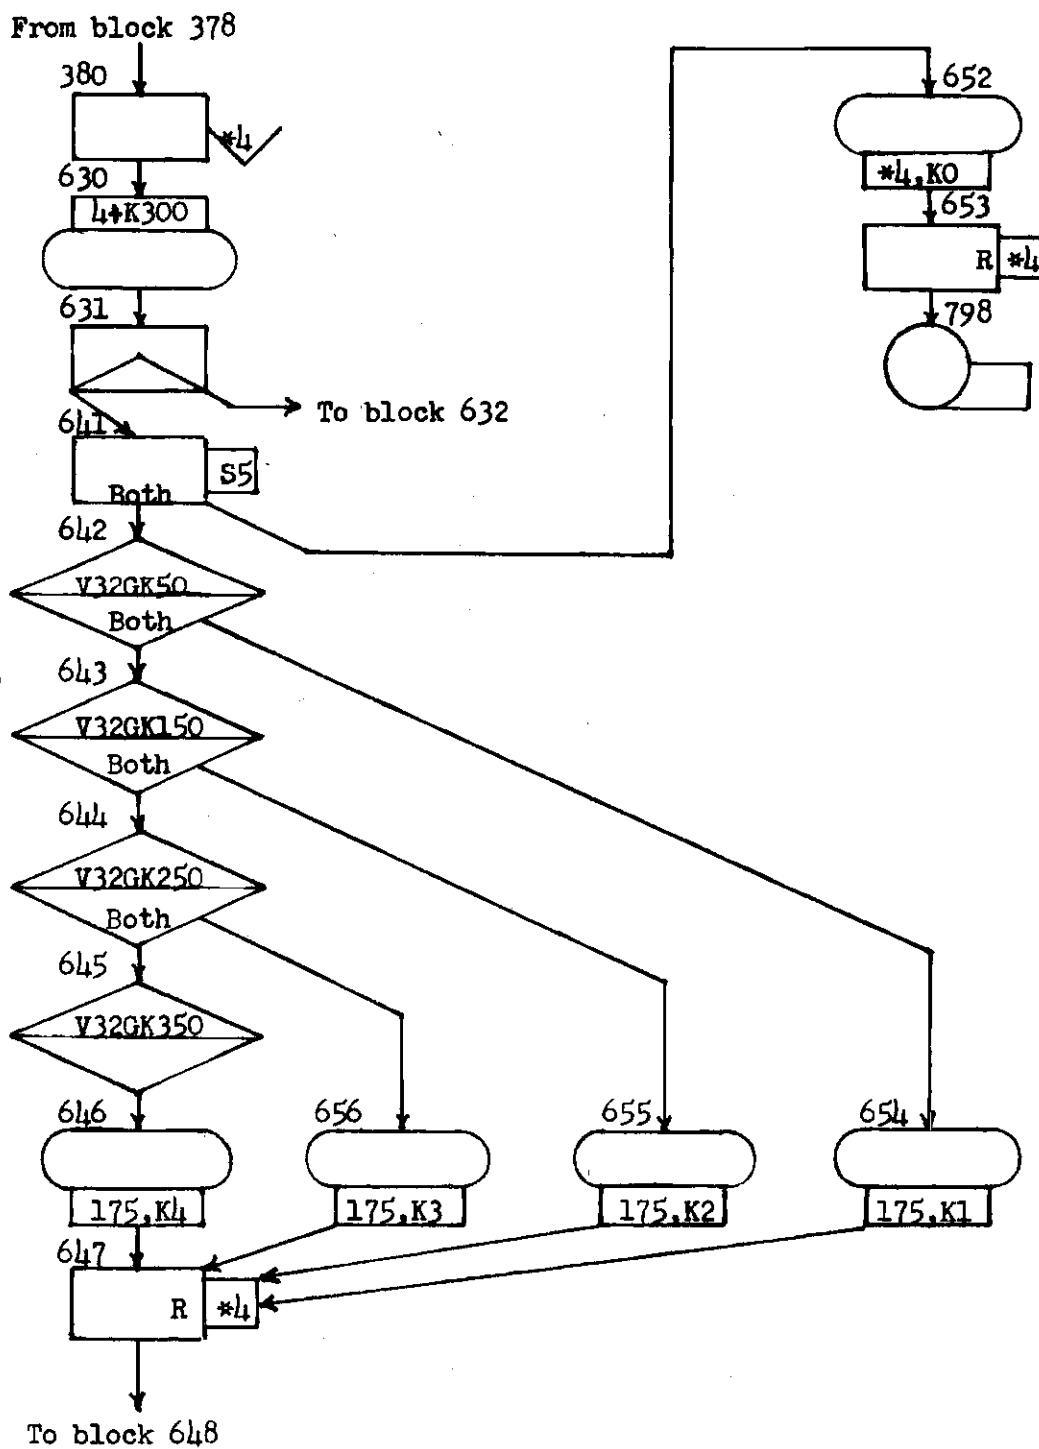 From block 378
380
*4
630
4+K300
631
To block 632
641
S5
Both
642
V32GK50
Both
643
V32GK150
Both
644
V32GK250
Both
645
V32GK350
646
175,K4
647
R *4
To block 648
656
175,K3
655
175,K2
654
175,K1
652
*4,K0
653
R *4
798